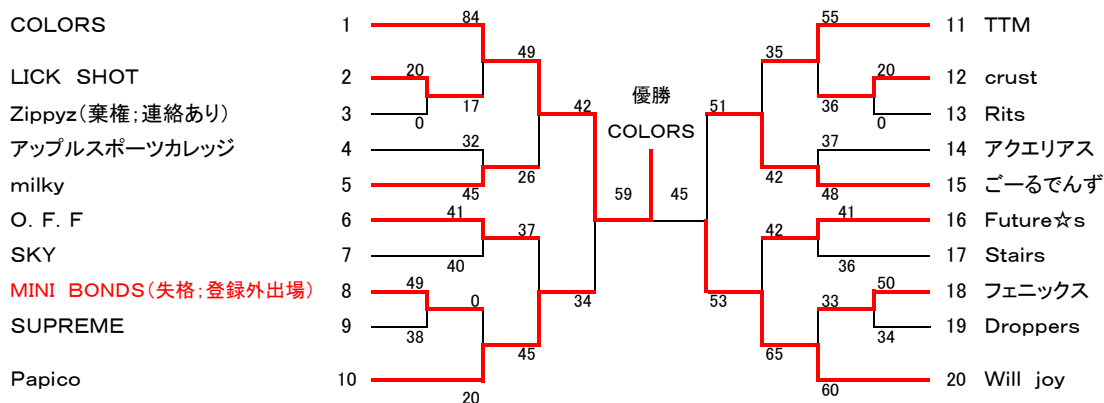 COLORS 1 84 55 11 TTM
49 35
LICK SHOT 2 20 20 12 crust
17 42 優勝 51 36
Zippyz(棄権;連絡あり) 3 0 0 13 Rits
COLORS
アップルスポーツカレッジ 4 32 37 14 アクエリアス
26 42
milky 5 45 48 15 ごーるでんず
59 45
O.F.F 6 41 41 16 Future☆s
37 42
SKY 7 40 36 17 Stairs
MINI BONDS(失格;登録外出場) 8 49 50 18 フェニックス
0 34 53 33
SUPREME 9 38 34 19 Droppers
45 65
Papico 10 20 60 20 Will joy